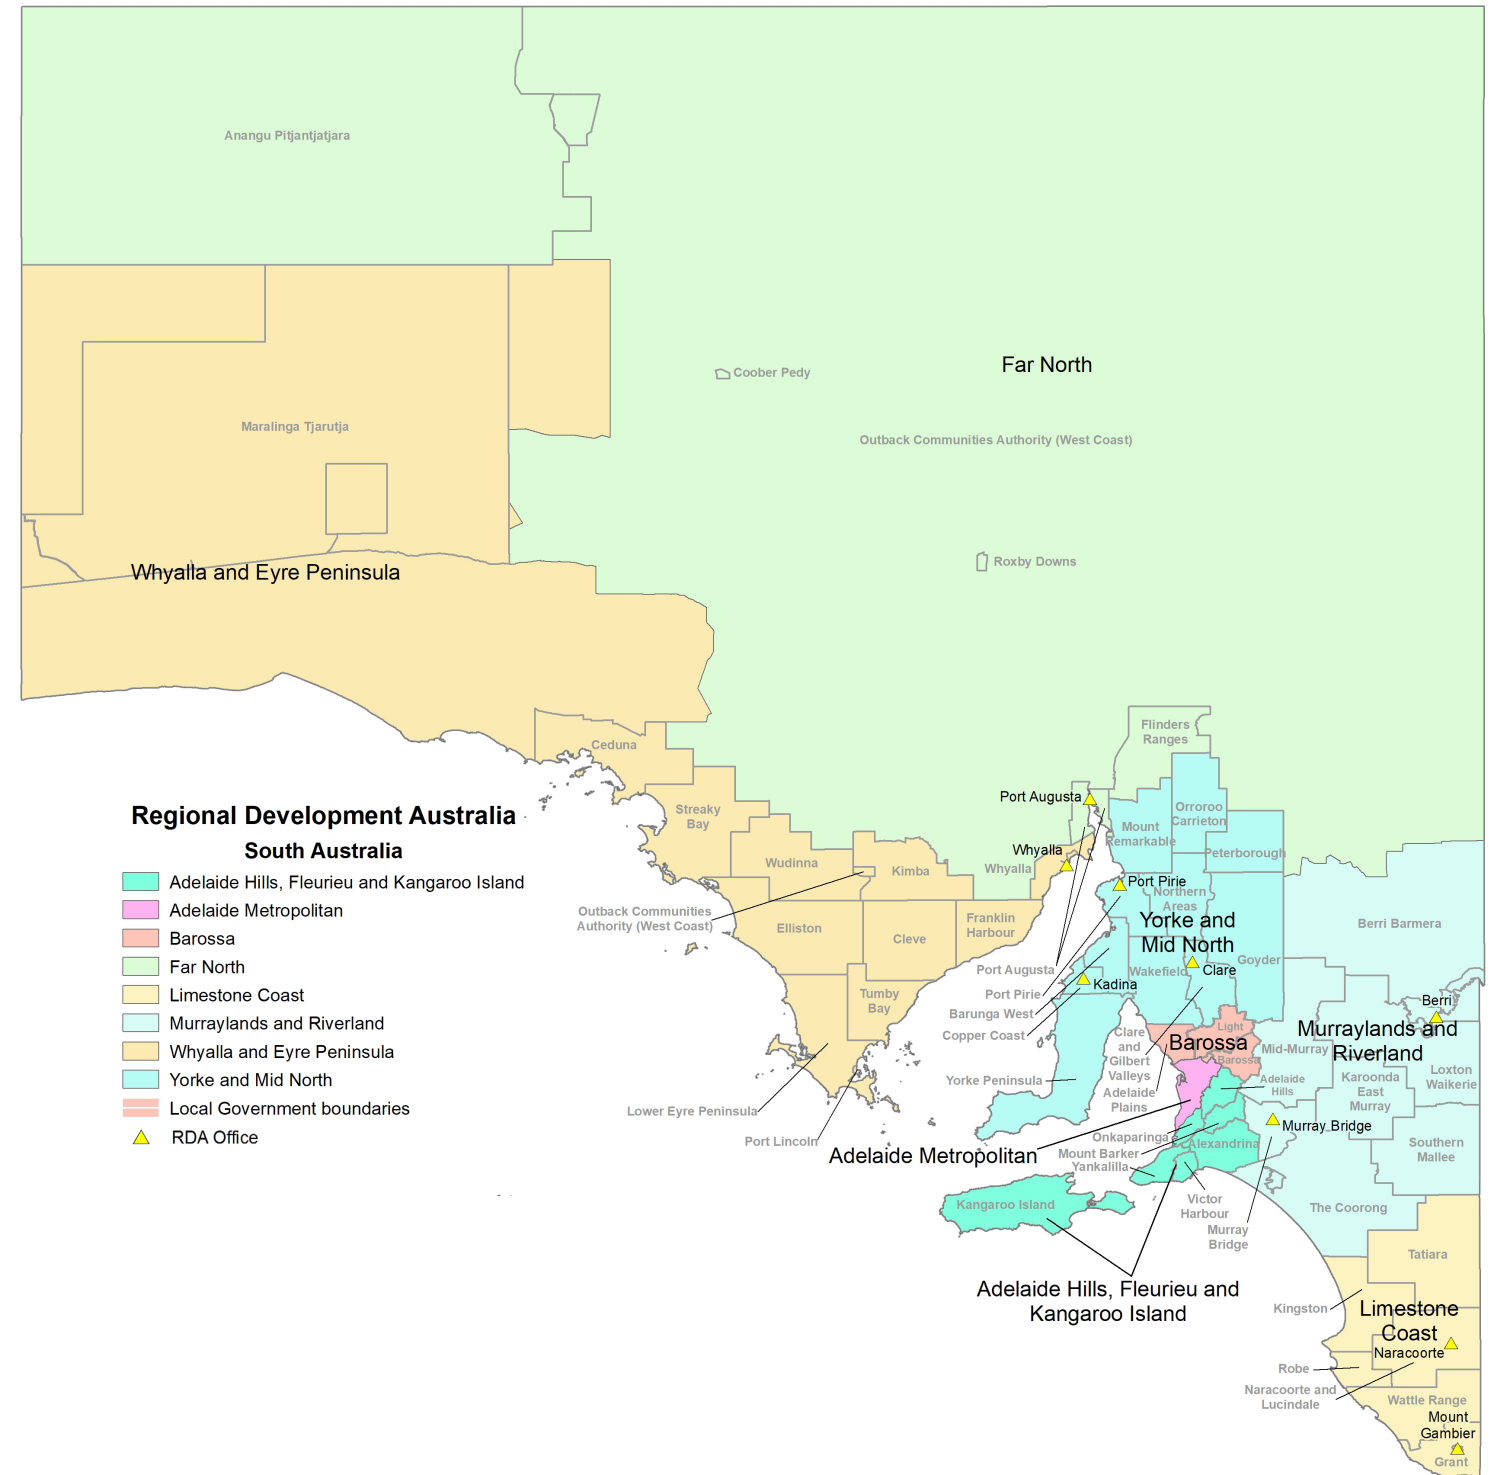 Anangu Pitjantjatjara
Coober Pedy
Far North
Maralinga Tjarutja
Outback Communities Authority (West Coast)
Roxby Downs
Whyalla and Eyre Peninsula
Flinders
Ranges
Ceduna
Port Augusta
Streaky
Bay
Orroroo
Carrieton
Mount
Remarkable
Whyalla
Peterborough
Wudinna
Kimba
Whyalla
Port Pirie
Northern
Areas
Outback Communities
Authority (West Coast)
Elliston
Cleve
Franklin
Harbour
Yorke and
Mid North
Berri Barmera
Goyder
Wakefield
Clare
Port Augusta
Kadina
Port Pirie
Tumby
Bay
Barunga West
Copper Coast
Berri
Light
Barossa
Barossa
Clare
and
Gilbert
Valleys
Mid-Murray
Murraylands and
Riverland
Loxton
Waikerie
Karoonda
East
Murray
Yorke Peninsula
Adelaide
Plains
Adelaide
Hills
Lower Eyre Peninsula
Port Lincoln
Murray Bridge
Onkaparinga
Alexandrina
Southern
Mallee
Adelaide Metropolitan
Mount Barker
Yankalilla
Kangaroo Island
Victor
Harbour
Murray
Bridge
The Coorong
Tatiara
Adelaide Hills, Fleurieu and
Kangaroo Island
Kingston
Limestone
Coast
Naracoorte
Robe
Naracoorte and
Lucindale
Wattle Range
Mount
Gambier
Grant
Regional Development Australia
South Australia
Adelaide Hills, Fleurieu and Kangaroo Island
Adelaide Metropolitan
Barossa
Far North
Limestone Coast
Murraylands and Riverland
Whyalla and Eyre Peninsula
Yorke and Mid North
Local Government boundaries
RDA Office